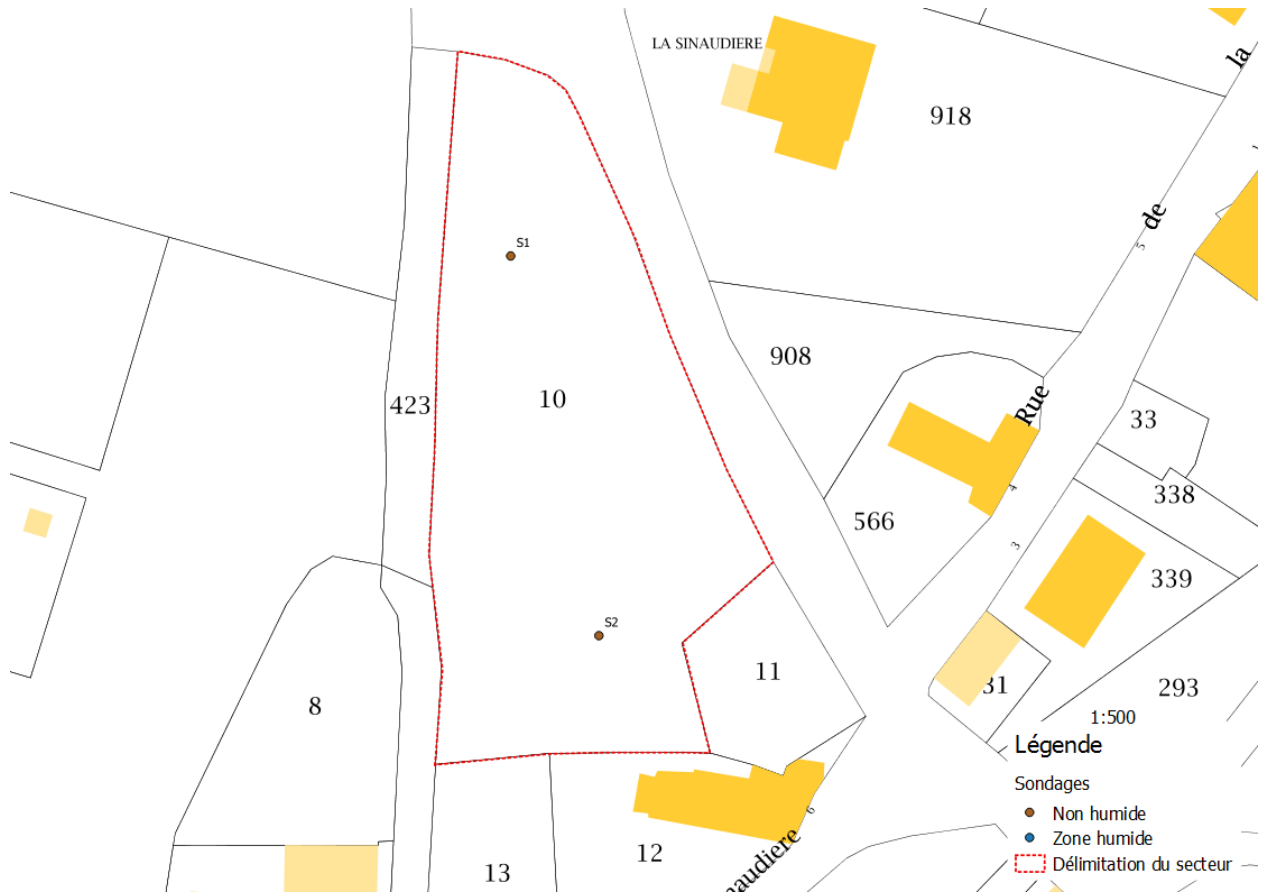 LA SINAUDIERE
918
la
de
5
S1
908
423
10
Rue
33
4
338
566
3
339
S2
11
31
8
293
1:500
Légende
Sondages
Non humide
Zone humide
Délimitation du secteur
6
12
13
naudiere